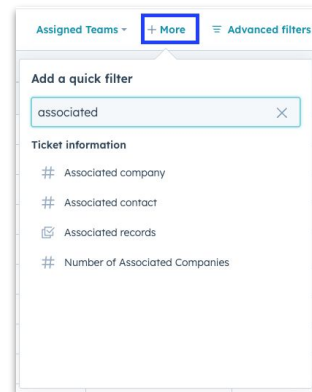 Assigned Teams + More Advanced filters
Add a quick filter
associated
Ticket information
# Associated company
# Associated contact
Associated records
# Number of Associated Companies